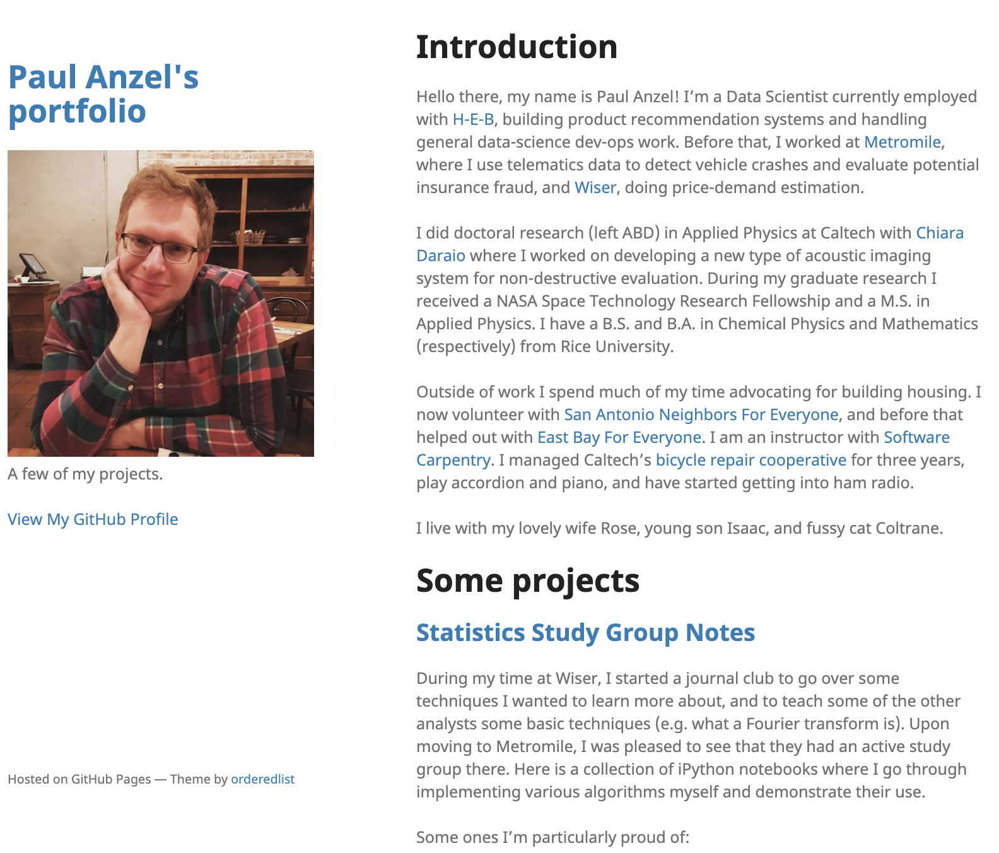 Paul Anzel's
portfolio
A few of my projects.
View My GitHub Profile
Hosted on GitHub Pages — Theme by orderedlist
Introduction
Hello there, my name is Paul Anzel! I’m a Data Scientist currently employed
with H-E-B, building product recommendation systems and handling
general data-science dev-ops work. Before that, I worked at Metromile,
where I use telematics data to detect vehicle crashes and evaluate potential
insurance fraud, and Wiser, doing price-demand estimation.
I did doctoral research (left ABD) in Applied Physics at Caltech with Chiara
Daraio where I worked on developing a new type of acoustic imaging
system for non-destructive evaluation. During my graduate research I
received a NASA Space Technology Research Fellowship and a M.S. in
Applied Physics. I have a B.S. and B.A. in Chemical Physics and Mathematics
(respectively) from Rice University.
Outside of work I spend much of my time advocating for building housing. I
now volunteer with San Antonio Neighbors For Everyone, and before that
helped out with East Bay For Everyone. I am an instructor with Software
Carpentry. I managed Caltech’s bicycle repair cooperative for three years,
play accordion and piano, and have started getting into ham radio.
I live with my lovely wife Rose, young son Isaac, and fussy cat Coltrane.
Some projects
Statistics Study Group Notes
During my time at Wiser, I started a journal club to go over some
techniques I wanted to learn more about, and to teach some of the other
analysts some basic techniques (e.g. what a Fourier transform is). Upon
moving to Metromile, I was pleased to see that they had an active study
group there. Here is a collection of iPython notebooks where I go through
implementing various algorithms myself and demonstrate their use.
Some ones I’m particularly proud of: